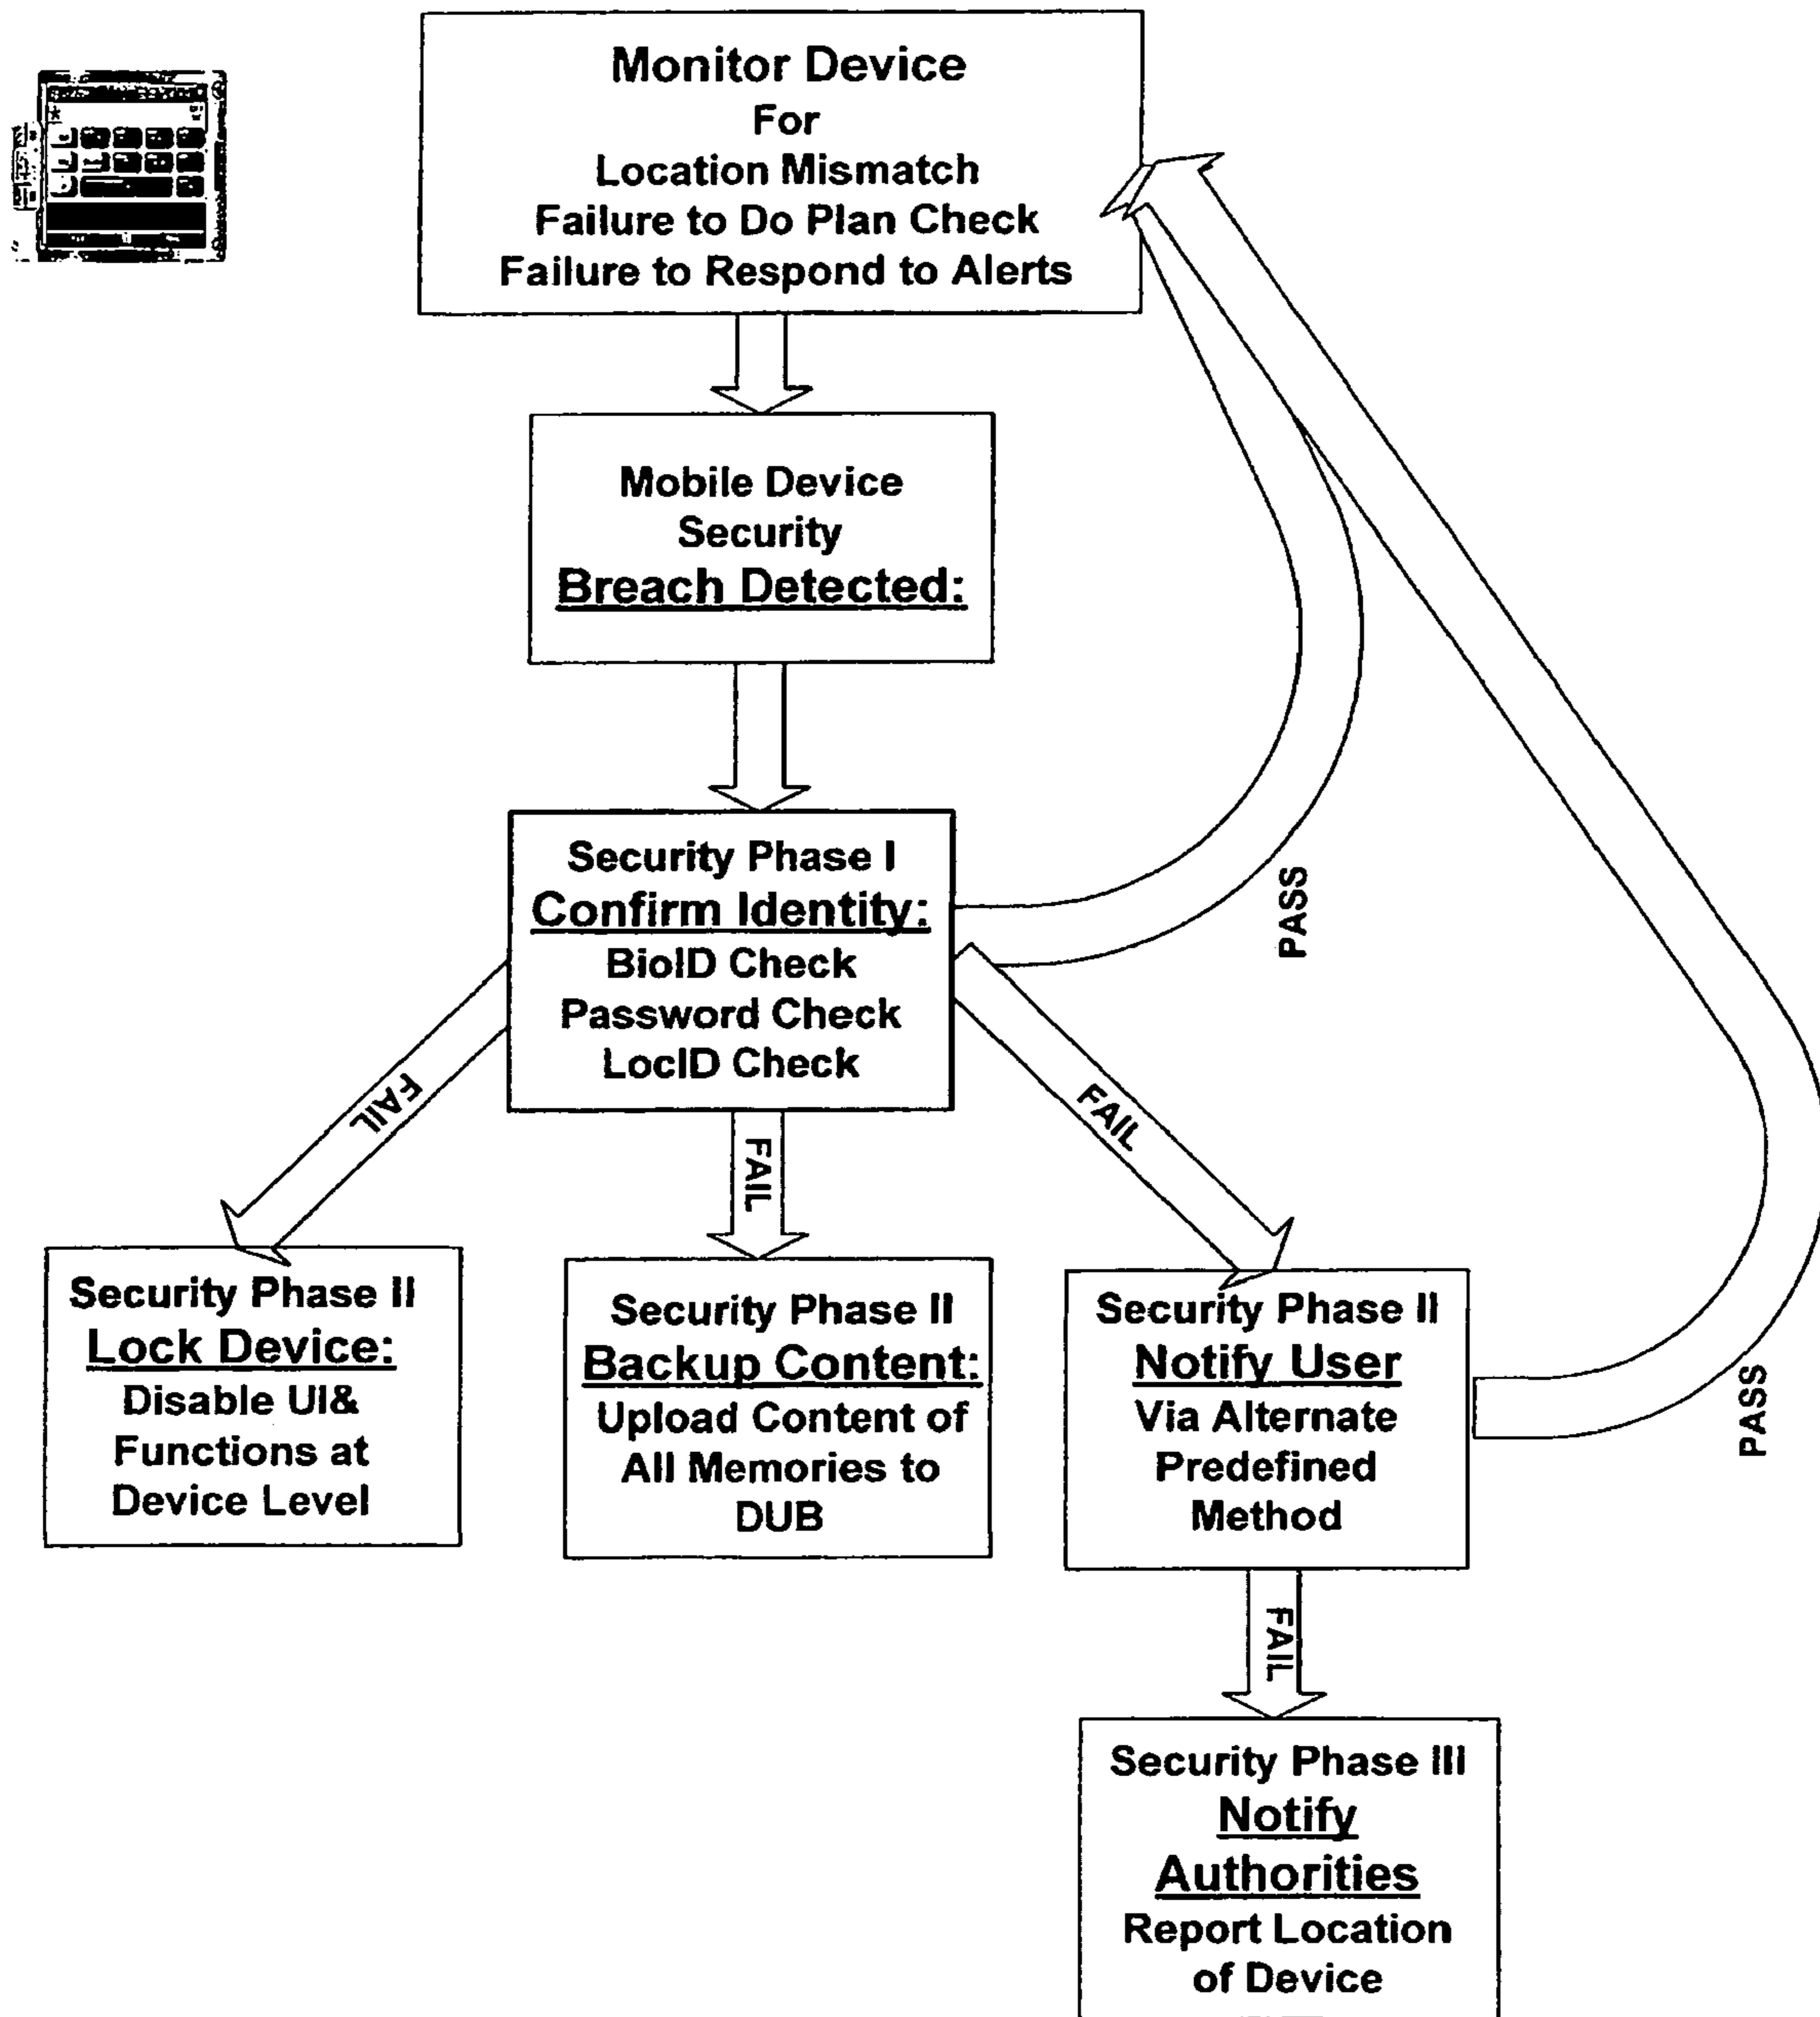 Monitor Device
For
Location Mismatch
Failure to Do Plan Check
Failure to Respond to Alerts
Mobile Device
Security
Breach Detected:
Security Phase I
Confirm Identity:
BioID Check
Password Check
LocID Check
PASS
FAIL
FAIL
FAIL
Security Phase II
Lock Device:
Disable UI&
Functions at
Device Level
Security Phase II
Backup Content:
Upload Content of
All Memories to
DUB
Security Phase II
Notify User
Via Alternate
Predefined
Method
PASS
FAIL
Security Phase III
Notify
Authorities
Report Location
of Device